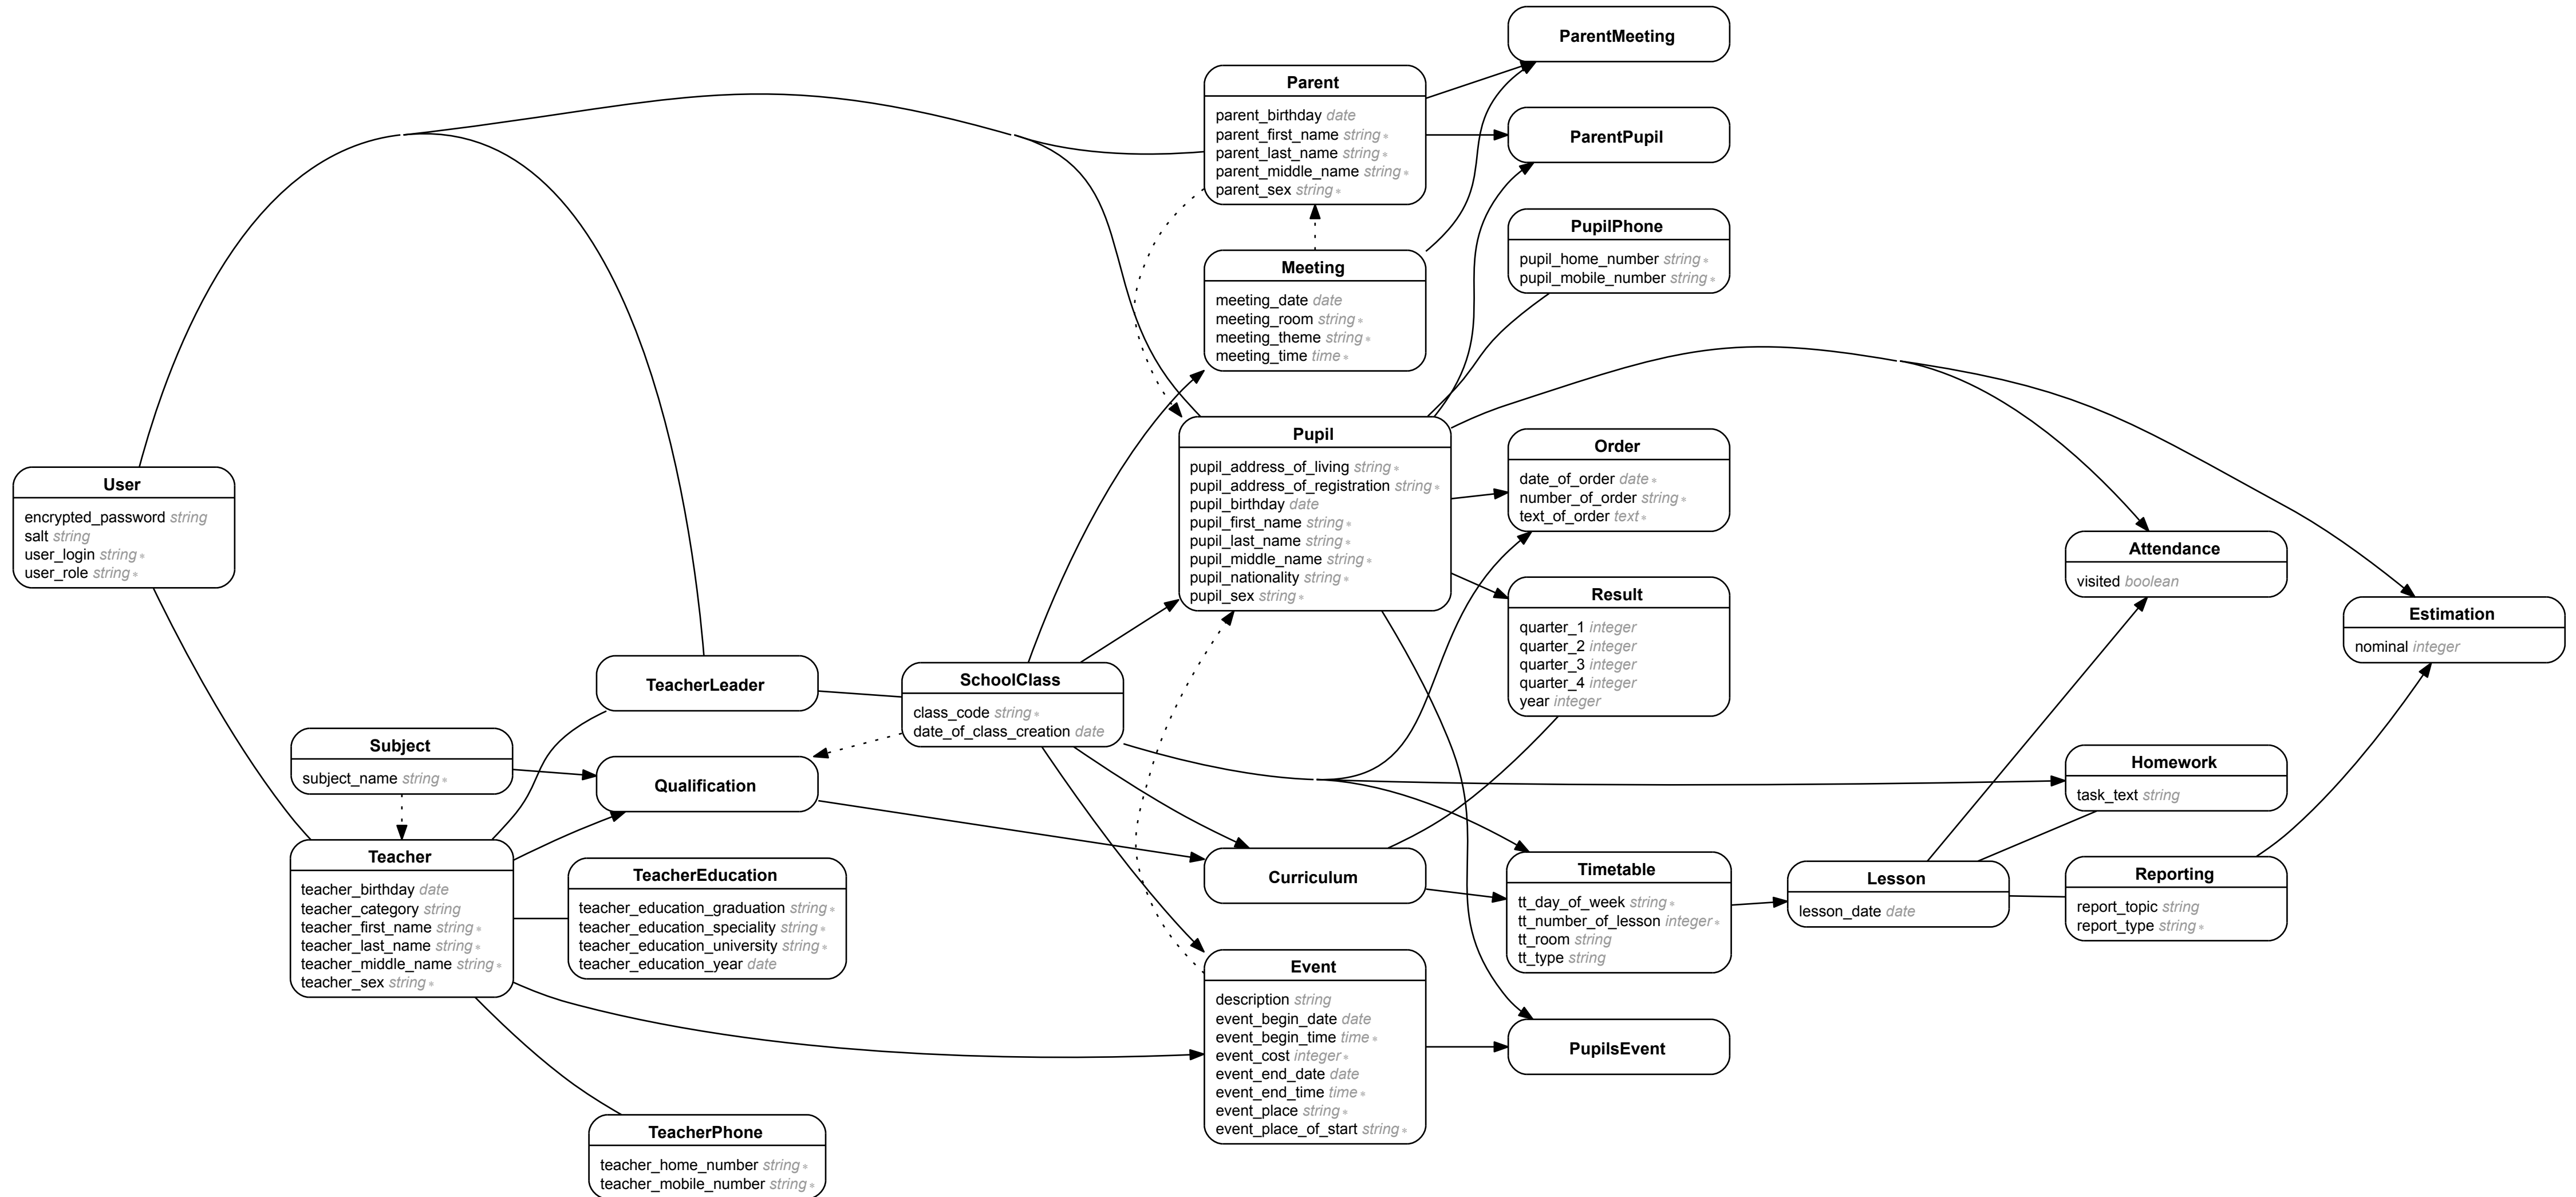 ParentMeeting
Parent
parent_birthday date
parent_first_name string *
parent_last_name string *
parent_middle_name string *
parent_sex string *
ParentPupil
PupilPhone
pupil_home_number string *
pupil_mobile_number string *
Meeting
meeting_date date
meeting_room string *
meeting_theme string *
meeting_time time *
Pupil
pupil_address_of_living string *
pupil_address_of_registration string *
pupil_birthday date
pupil_first_name string *
pupil_last_name string *
pupil_middle_name string *
pupil_nationality string *
pupil_sex string *
Order
date_of_order date *
number_of_order string *
text_of_order text *
User
encrypted_password string
salt string
user_login string *
user_role string *
Attendance
visited boolean
Result
quarter_1 integer
quarter_2 integer
quarter_3 integer
quarter_4 integer
year integer
Estimation
nominal integer
TeacherLeader
SchoolClass
class_code string *
date_of_class_creation date
Subject
subject_name string *
Qualification
Homework
task_text string
Teacher
teacher_birthday date
teacher_category string
teacher_first_name string *
teacher_last_name string *
teacher_middle_name string *
teacher_sex string *
TeacherEducation
teacher_education_graduation string *
teacher_education_speciality string *
teacher_education_university string *
teacher_education_year date
Curriculum
Timetable
tt_day_of_week string *
tt_number_of_lesson integer *
tt_room string
tt_type string
Lesson
lesson_date date
Reporting
report_topic string
report_type string *
Event
description string
event_begin_date date
event_begin_time time *
event_cost integer *
event_end_date date
event_end_time time *
event_place string *
event_place_of_start string *
PupilsEvent
TeacherPhone
teacher_home_number string *
teacher_mobile_number string *